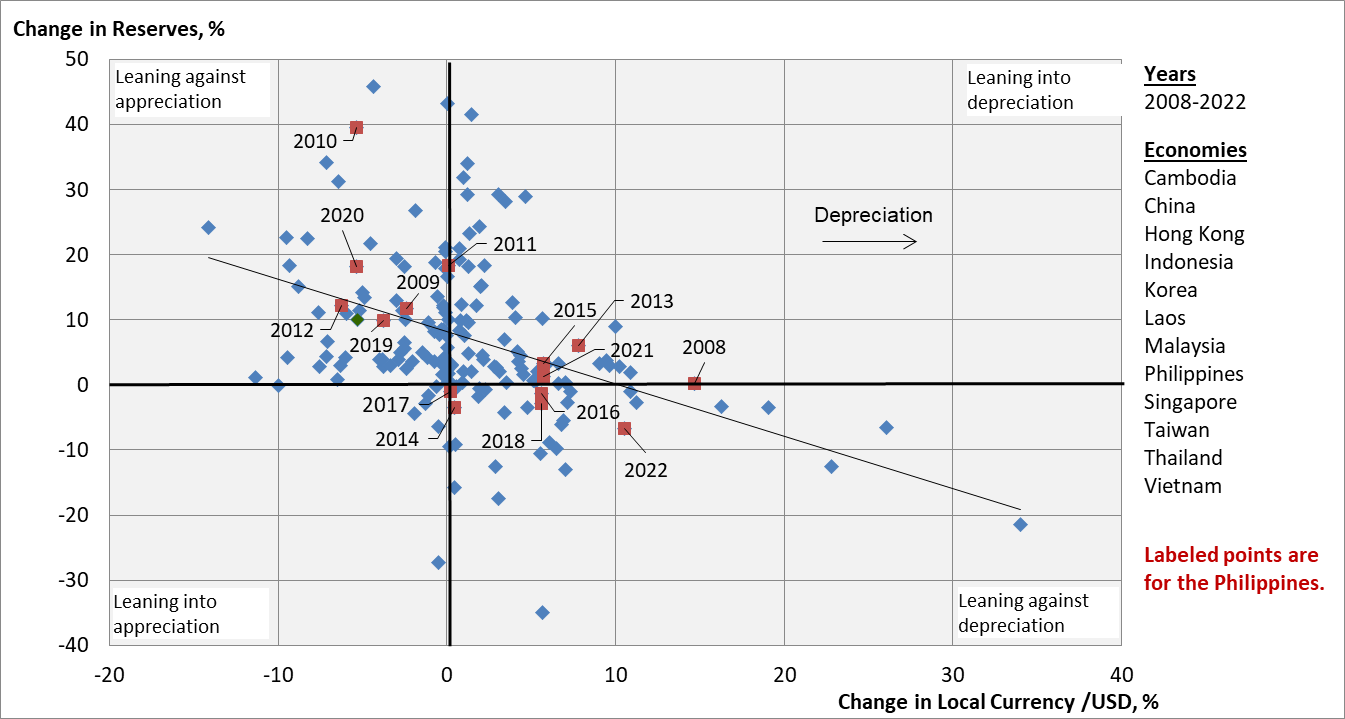 Change in Reserves, %
50
40
30
20
10
0
-10
-20
-30
-40
-20
-10
0
10
20
30
40
Change in Local Currency /USD, %
Leaning against
appreciation
Leaning into
depreciation
Leaning into
appreciation
Leaning against
depreciation
Depreciation
2010
2020
2011
2009
2012
2019
2015
2013
2021
2008
2017
2014
2016
2018
2022
Years
2008-2022
Economies
Cambodia
China
Hong Kong
Indonesia
Korea
Laos
Malaysia
Philippines
Singapore
Taiwan
Thailand
Vietnam
Labeled points are
for the Philippines.